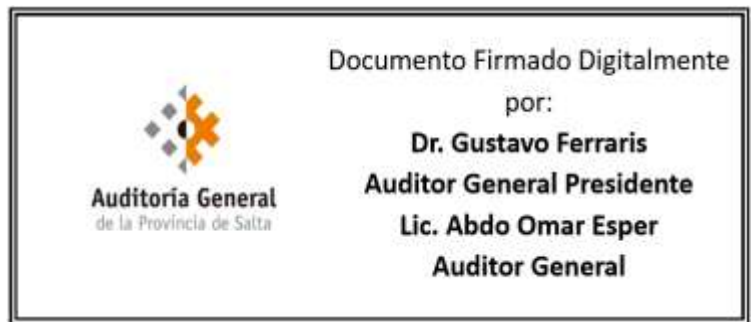 Auditoría General
de la Provincia de Salta
Documento Firmado Digitalmente
por:
Dr. Gustavo Ferraris
Auditor General Presidente
Lic. Abdo Omar Esper
Auditor General